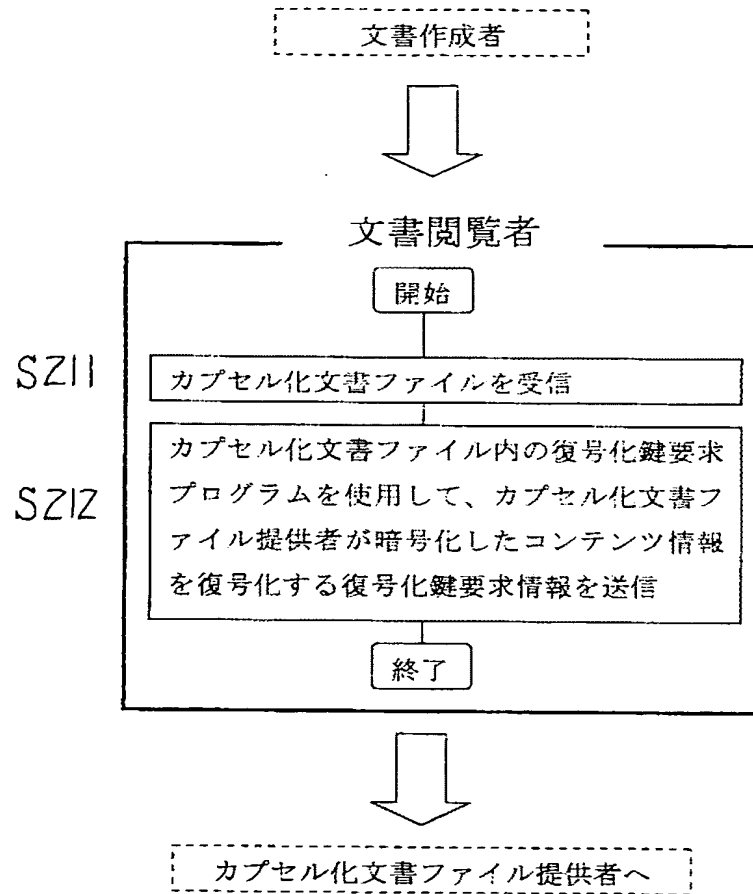 文書作成者
文書閲覧者
開始
S211
カプセル化文書ファイルを受信
S212
カプセル化文書ファイル内の復号化鍵要求
プログラムを使用して、カプセル化文書フ
ァイル提供者が暗号化したコンテンツ情報
を復号化する復号化鍵要求情報を送信
終了
カプセル化文書ファイル提供者へ